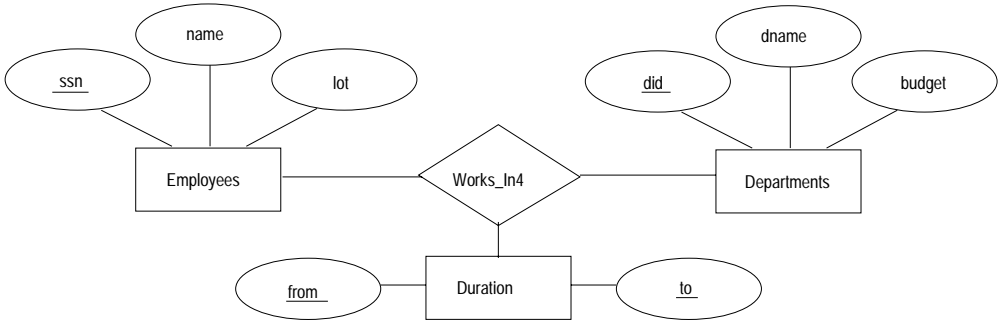 name
ssn
lot
dname
did
budget
Employees
Works_In4
Departments
from
Duration
to